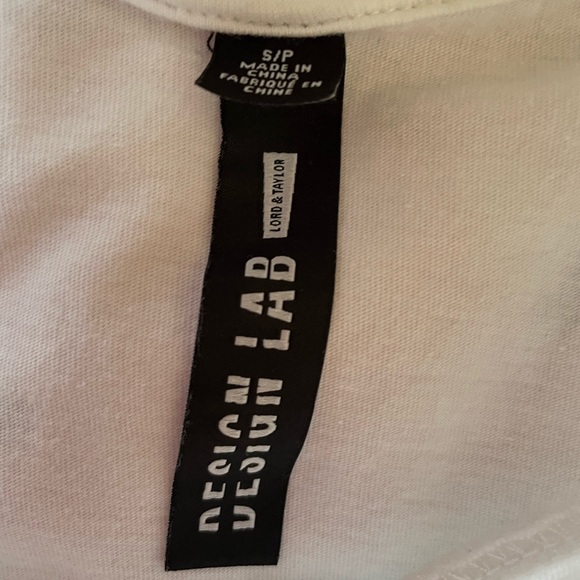 S/P
MADE IN
CHINA
FABRIQUÉ EN
CHINE
LORD & TAYLOR
DESIGN LAB